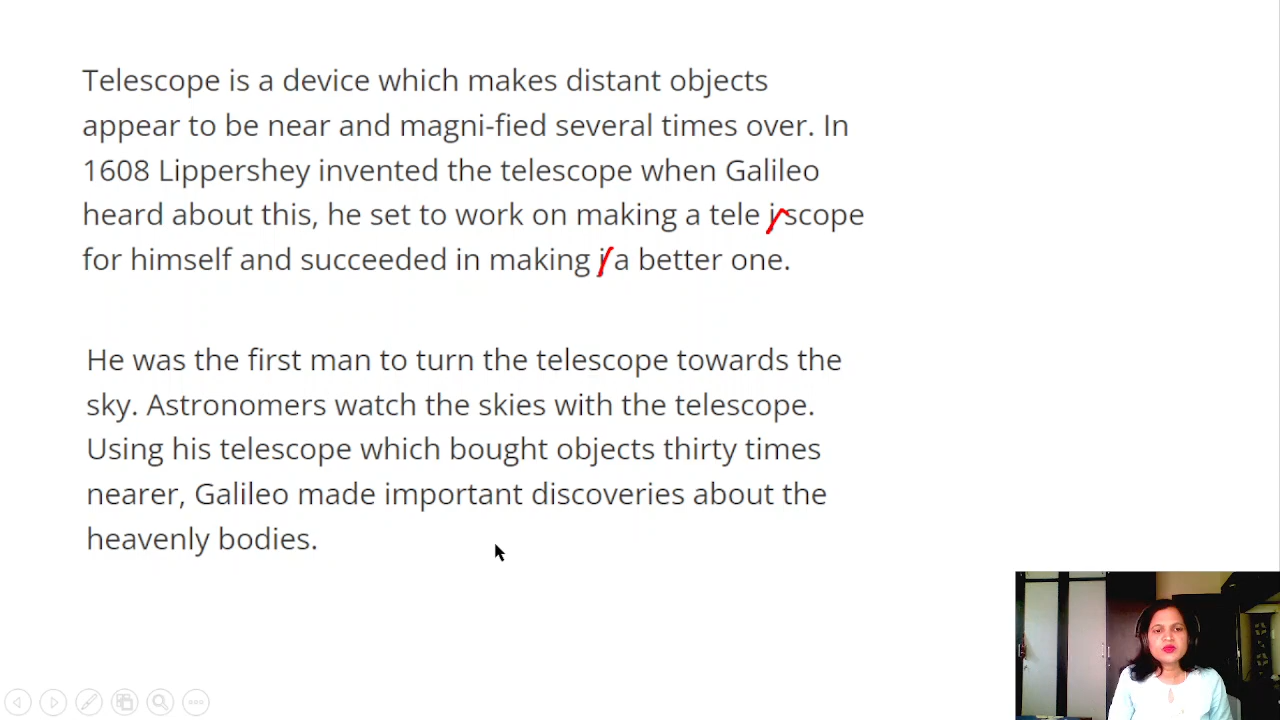 Telescope is a device which makes distant objects
appear to be near and magni-fied several times over. In
1608 Lippershey invented the telescope when Galileo
heard about this, he set to work on making a tele j scope
for himself and succeeded in making j a better one.
He was the first man to turn the telescope towards the
sky. Astronomers watch the skies with the telescope.
Using his telescope which bought objects thirty times
nearer, Galileo made important discoveries about the
heavenly bodies.